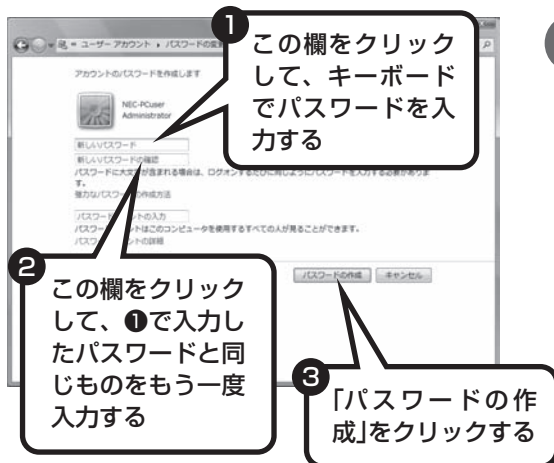 ❶
この欄をクリック
して、キーボード
でパスワードを入
力する
ユーザー アカウント ▸ パスワードの変
アカウントのパスワードを作成します
NEC-PCuser
Administrator
新しいパスワード
新しいパスワードの確認
パスワードに大文字が含まれる場合は、ログオンするたびに同じようにパスワードを入力する必要がありま
す。
強力なパスワードの作成方法
パスワード ヒントの入力
パスワード ヒントはこのコンピュータを使用するすべての人が見ることができます。
パスワード ヒントの詳細
パスワードの作成 キャンセル
❷
この欄をクリック
して、❶で入力し
たパスワードと同
じものをもう一度
入力する
❸
「パスワードの作
成」をクリックする